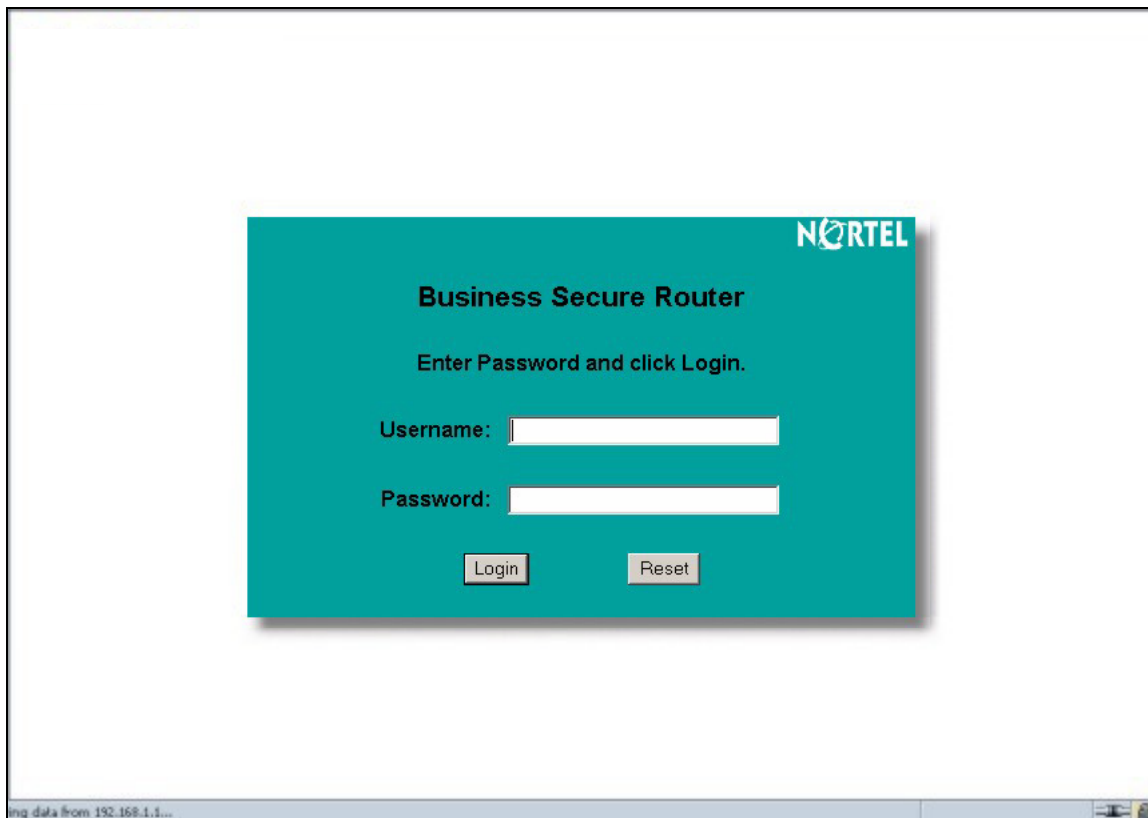 NORTEL
Business Secure Router
Enter Password and click Login.
Username:
Password:
Login Reset
ing data from 192.168.1.1...